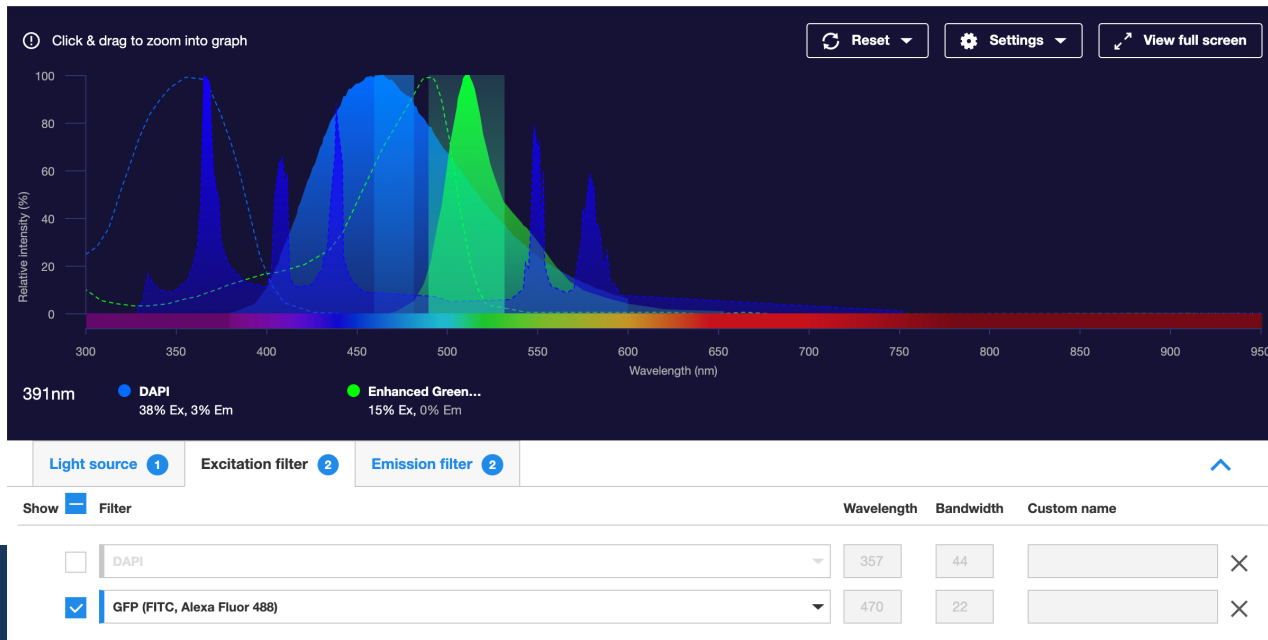 Click & drag to zoom into graph
Reset
Settings
View full screen
100
80
60
40
20
0
Relative intensity (%)
300 350 400 450 500 550 600 650 700 750 800 850 900 950
Wavelength (nm)
391nm
DAPI
38% Ex, 3% Em
Enhanced Green...
15% Ex, 0% Em
Light source 1
Excitation filter 2
Emission filter 2
Show Filter Wavelength Bandwidth Custom name
DAPI 357 44
GFP (FITC, Alexa Fluor 488) 470 22